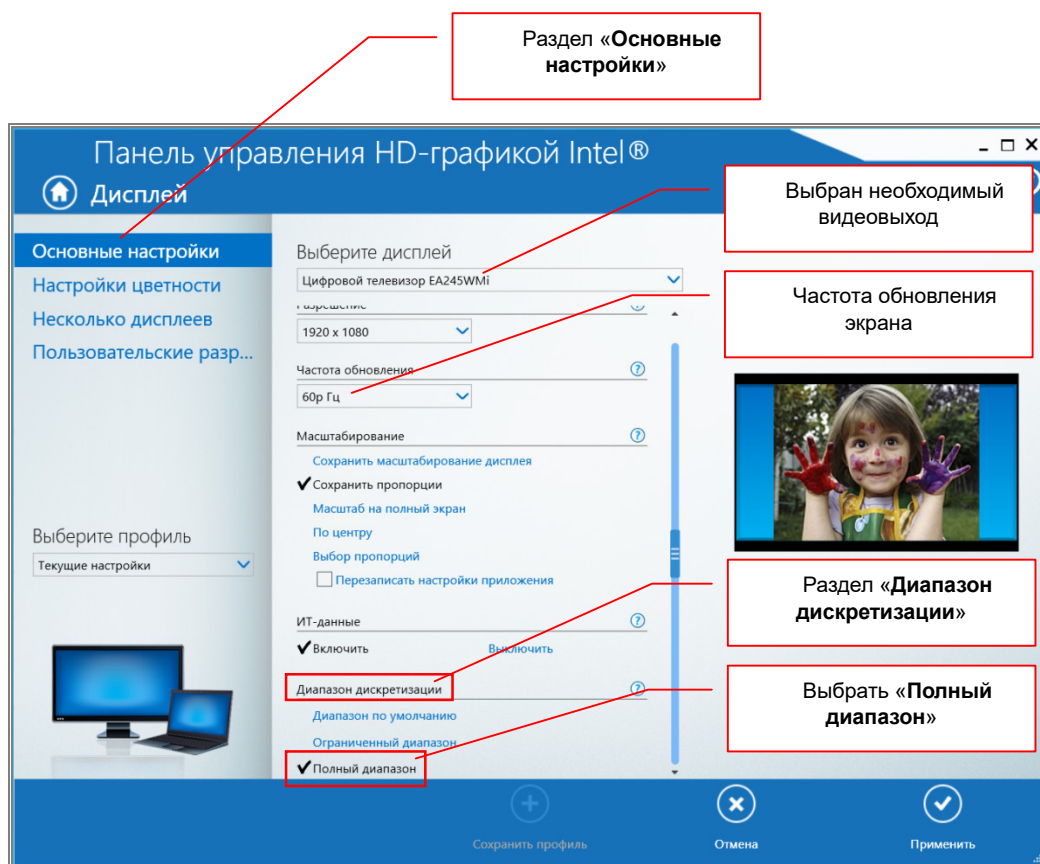 Раздел «Основные
настройки»
Панель управления HD-графикой Intel®
Дисплей
Выбран необходимый
видеовыход
Основные настройки
Настройки цветности
Несколько дисплеев
Пользовательские разр...
Выберите профиль
Текущие настройки
Выберите дисплей
Цифровой телевизор EA245WMi
Разрешение
1920 x 1080
Частота обновления
экрана
Частота обновления
60p Гц
Масштабирование
Сохранить масштабирование дисплея
Сохранить пропорции
Масштаб на полный экран
По центру
Выбор пропорций
Перезаписать настройки приложения
Раздел «Диапазон
дискретизации»
ИТ-данные
Включить Выключить
Диапазон дискретизации
Выбрать «Полный
диапазон»
Диапазон по умолчанию
Ограниченный диапазон
Полный диапазон
Сохранить профиль
Отмена
Применить